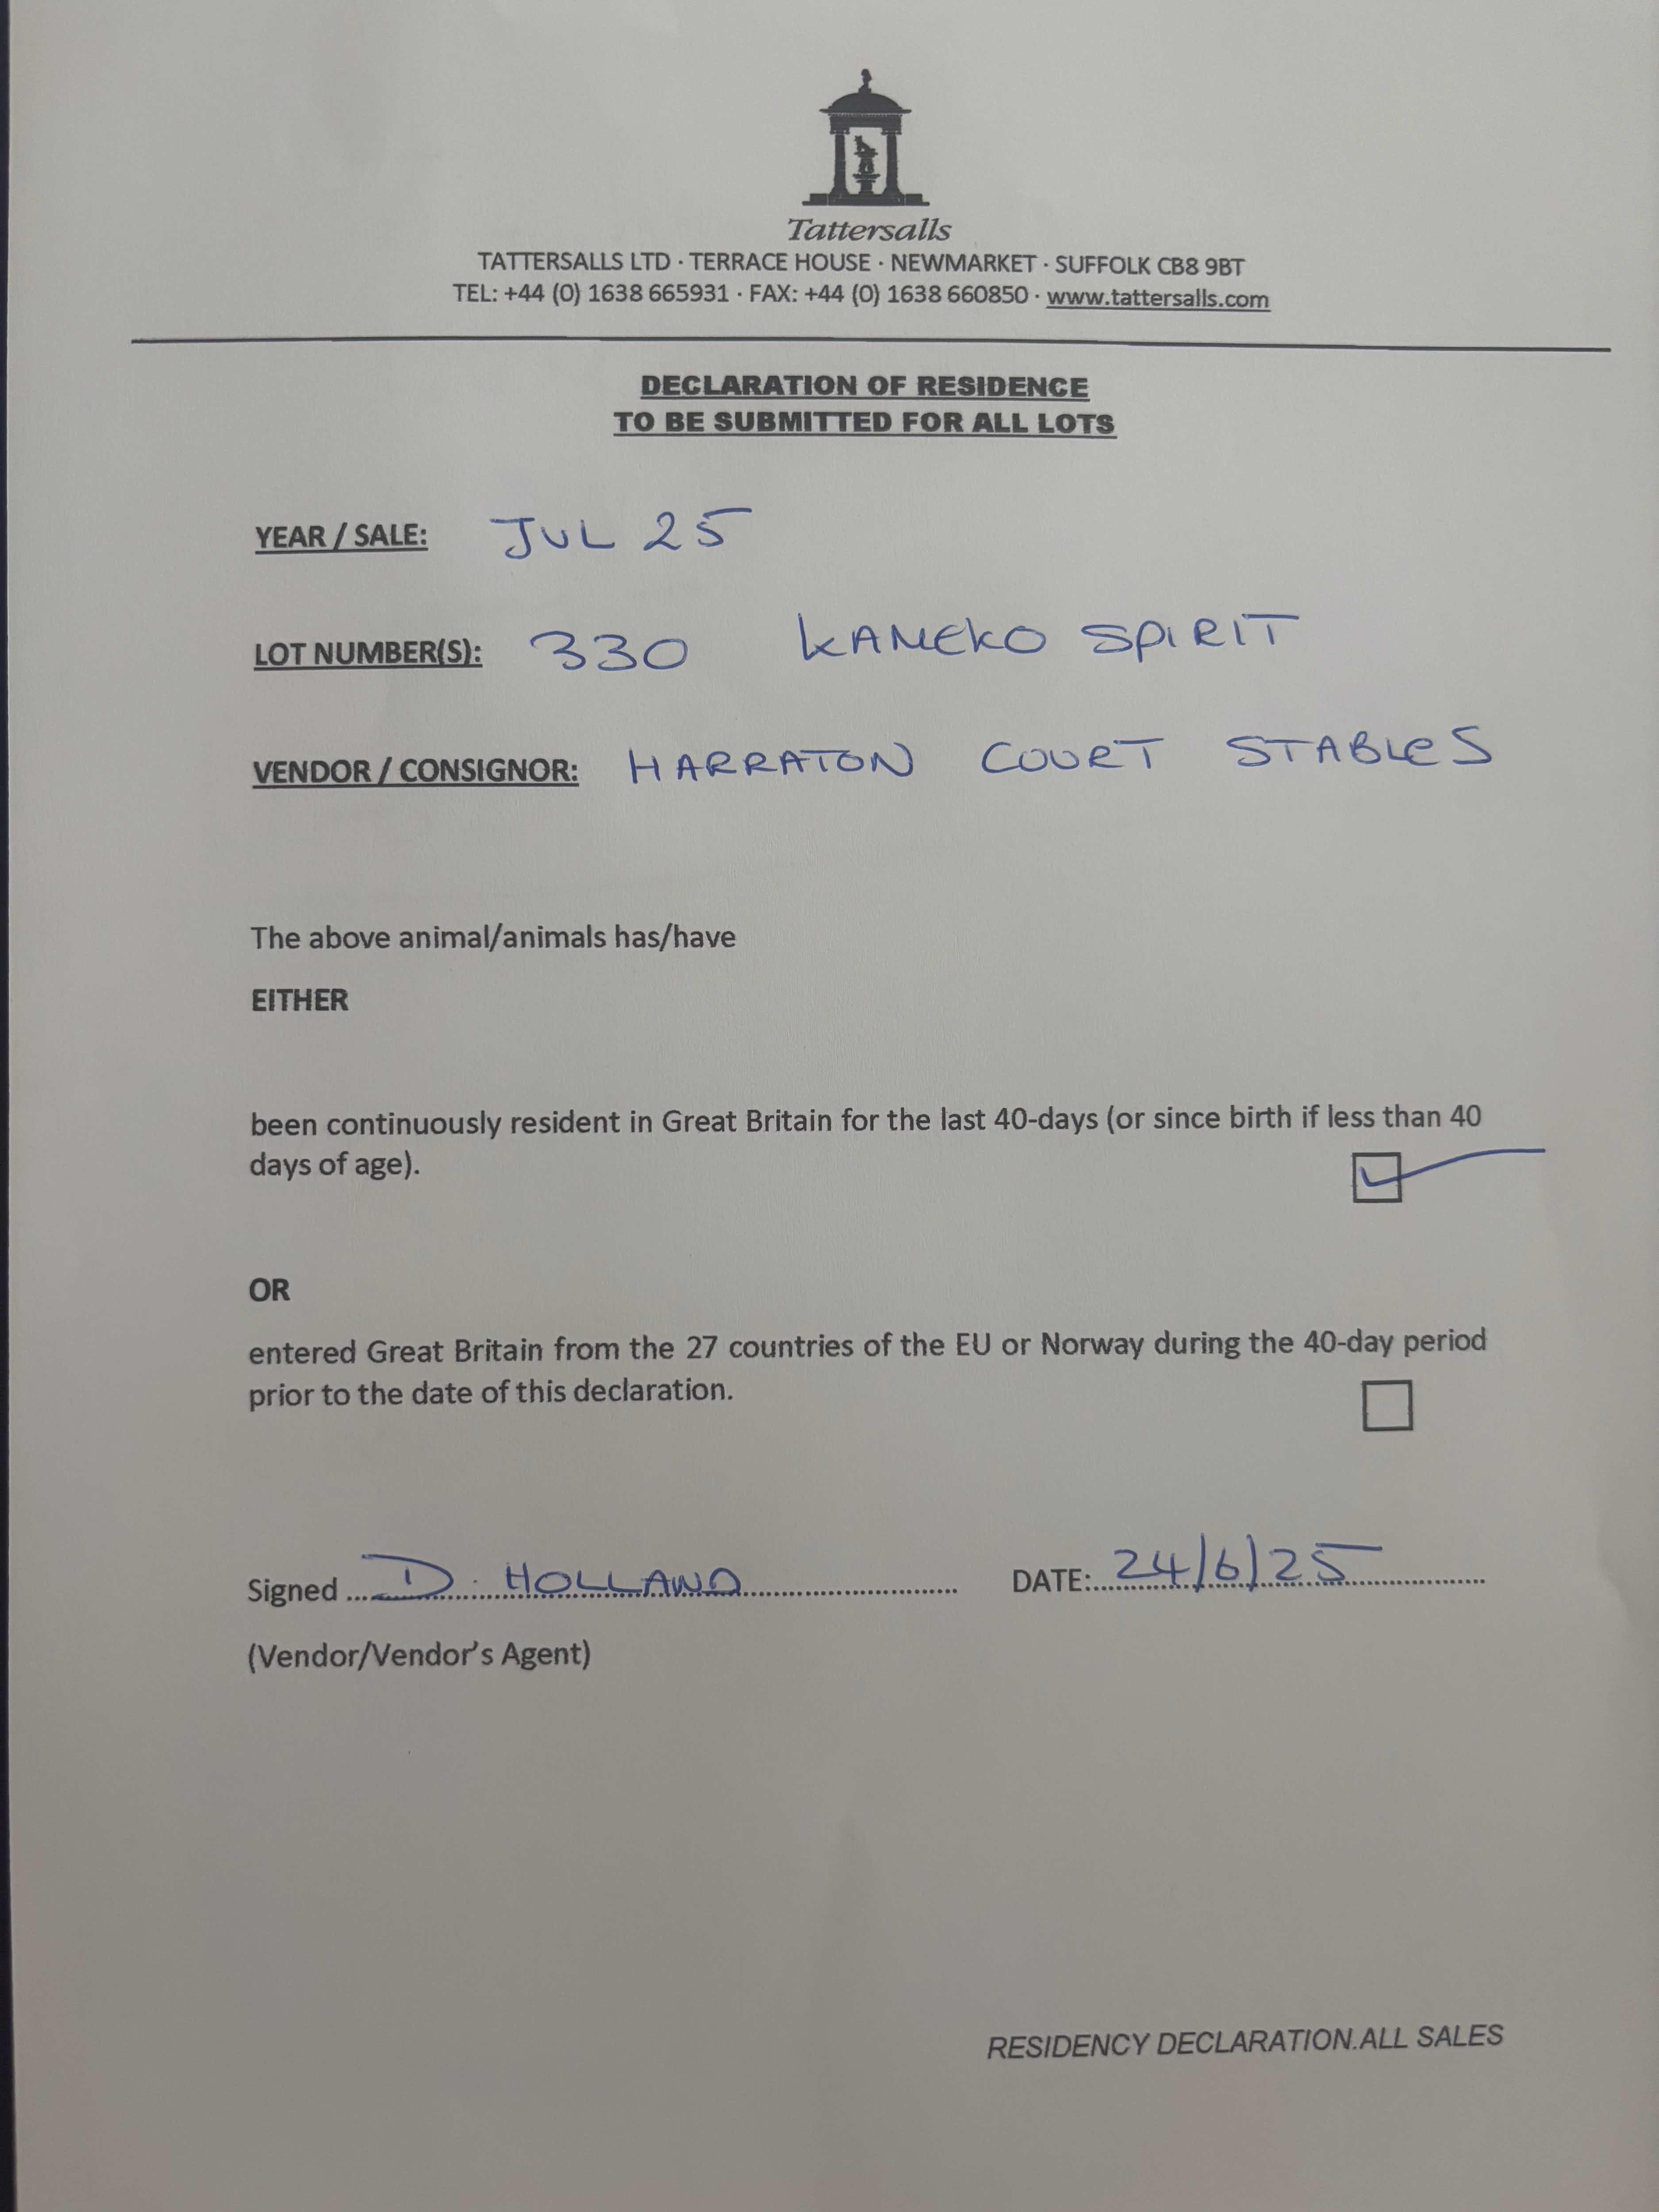 Tattersalls
TATTERSALLS LTD · TERRACE HOUSE · NEWMARKET · SUFFOLK CB8 9BT
TEL: +44 (0) 1638 665931 · FAX: +44 (0) 1638 660850 · www.tattersalls.com
DECLARATION OF RESIDENCE
TO BE SUBMITTED FOR ALL LOTS
YEAR / SALE: JUL 25
LOT NUMBER(S): 330 KANEKO SPIRIT
VENDOR / CONSIGNOR: HARRATON COURT STABLES
The above animal/animals has/have
EITHER
been continuously resident in Great Britain for the last 40-days (or since birth if less than 40
days of age).
OR
entered Great Britain from the 27 countries of the EU or Norway during the 40-day period
prior to the date of this declaration.
Signed D. HOLLAND DATE: 24/6/25
(Vendor/Vendor's Agent)
RESIDENCY DECLARATION.ALL SALES